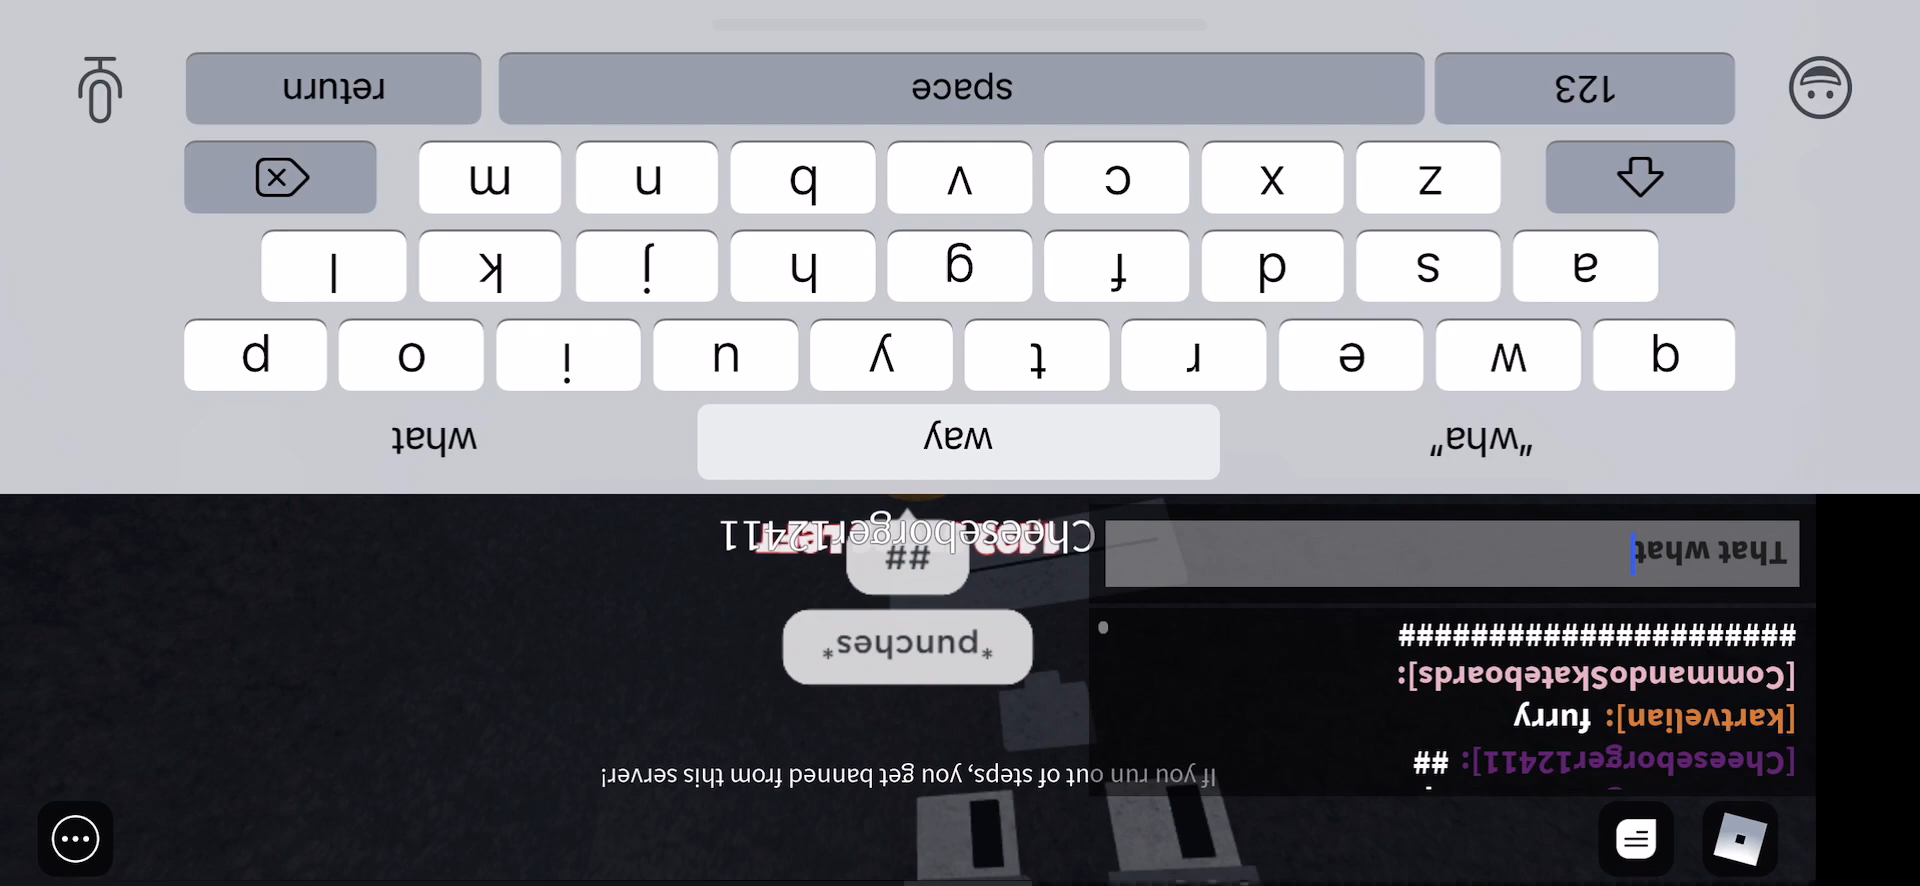 If you run out of steps, you get banned from this server!
[Cheeseborger12411]: ##
[kartvelian]: furry
[CommandoSkateboards]:
######################
That what
*punches*
##
Cheeseborger12411
"wha" way what
q w e r t y u i o p
a s d f g h j k l
z x c v b n m
123 space return